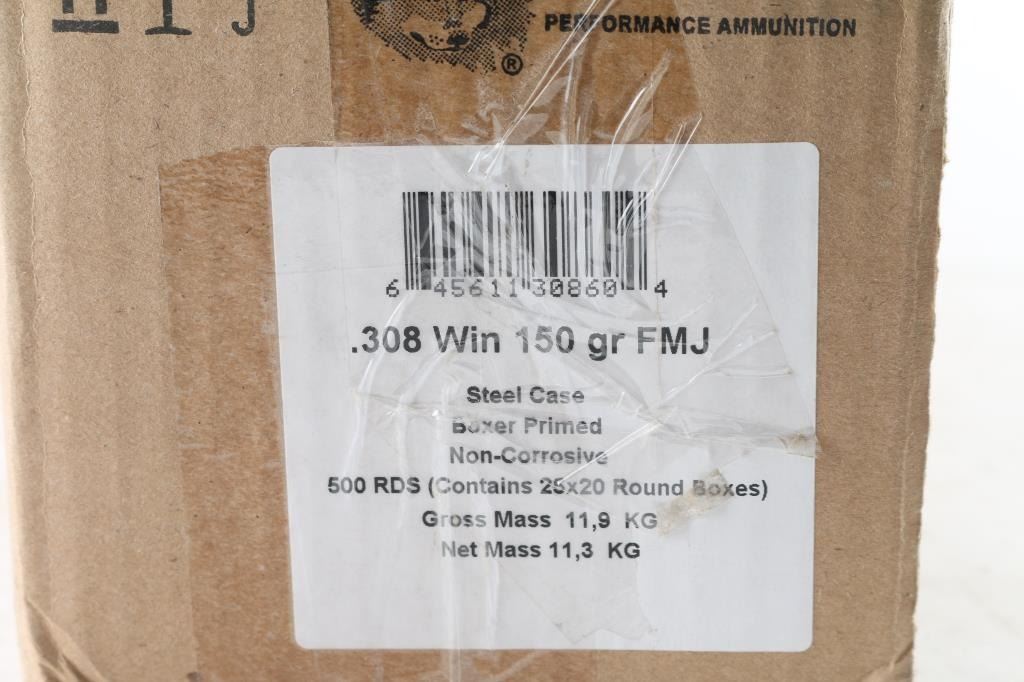 PERFORMANCE AMMUNITION
®
6 45611 30860 4
.308 Win 150 gr FMJ
Steel Case
Boxer Primed
Non-Corrosive
500 RDS (Contains 25x20 Round Boxes)
Gross Mass 11,9 KG
Net Mass 11,3 KG